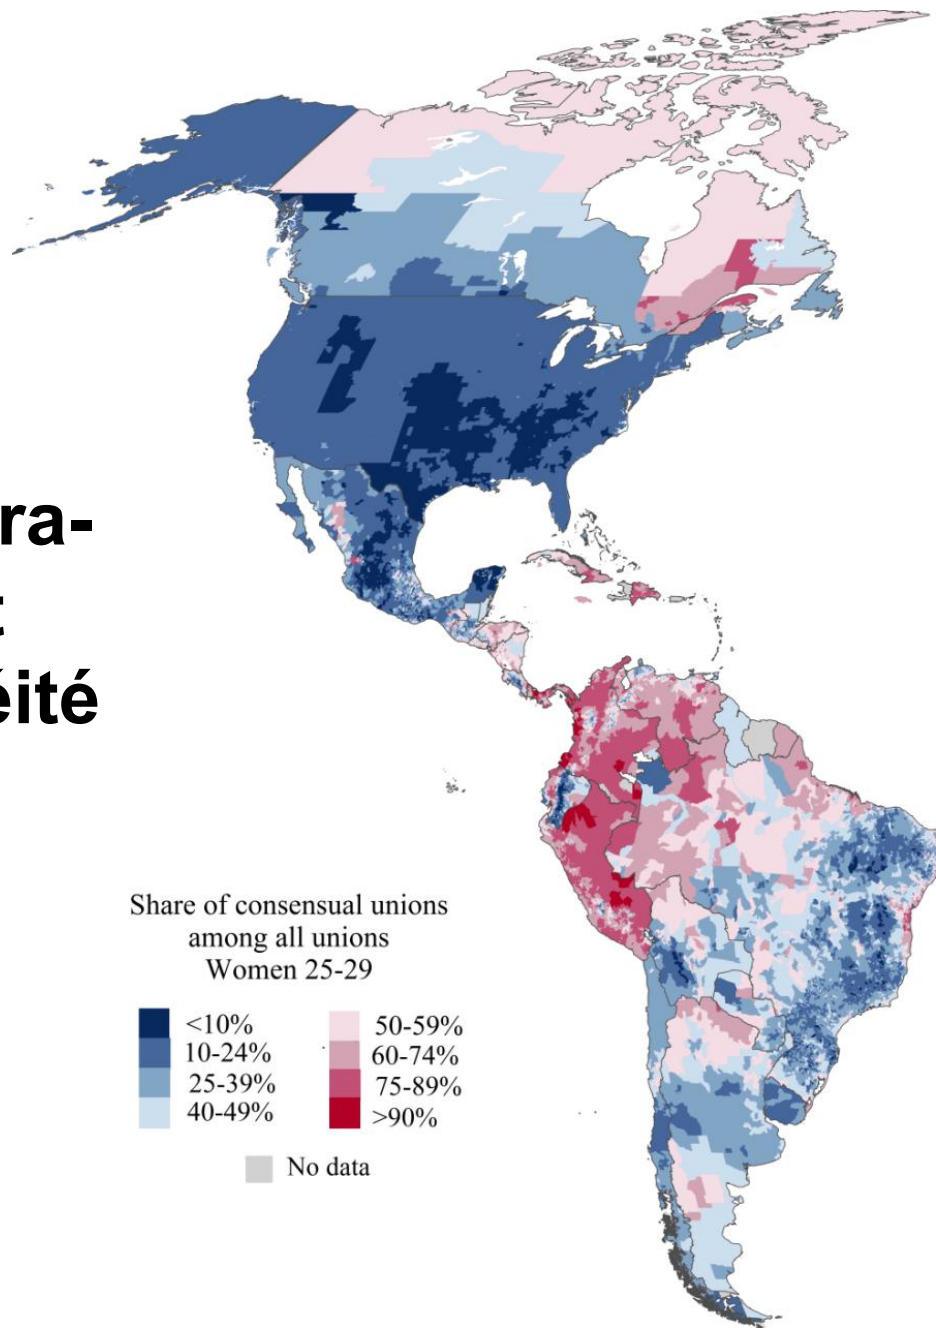 ra-
t
éité
Share of consensual unions
among all unions
Women 25-29
<10%
10-24%
25-39%
40-49%
50-59%
60-74%
75-89%
>90%
No data